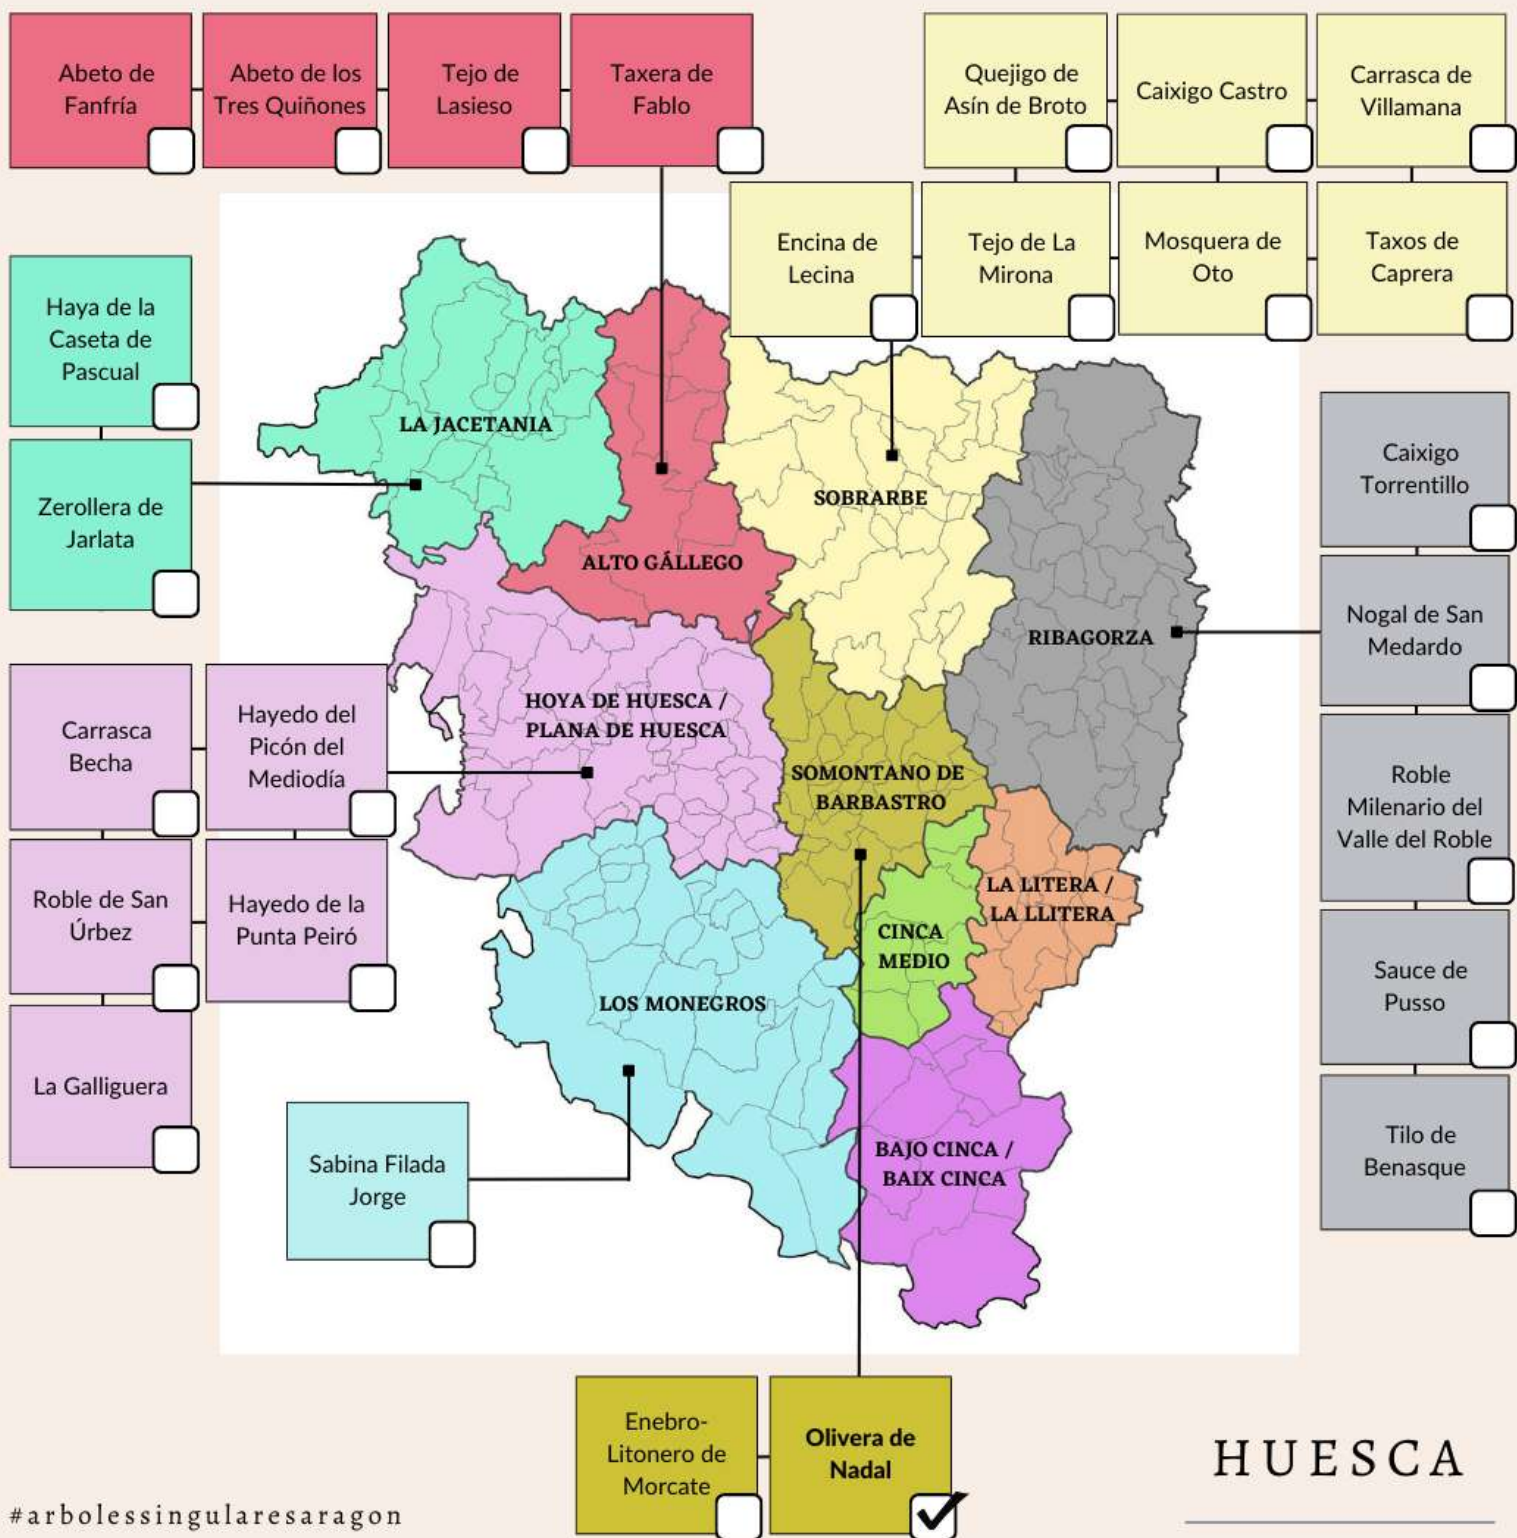 Abeto de
Fanfría
Abeto de los
Tres Quiñones
Tejo de
Lasieso
Taxera de
Fablo
Quejigo de
Asín de Broto
Caixigo Castro
Carrasca de
Villamana
Encina de
Lecina
Tejo de La
Mirona
Mosquera de
Oto
Taxos de
Caprera
Haya de la
Caseta de
Pascual
Zerollera de
Jarlata
LA JACETANIA
ALTO GÁLLEGO
SOBRARBE
RIBAGORZA
Caixigo
Torrentillo
Nogal de San
Medardo
Roble
Milenario del
Valle del Roble
Sauce de
Pusso
Tilo de
Benasque
Carrasca
Becha
Hayedo del
Picón del
Mediodía
Roble de San
Úrbez
Hayedo de la
Punta Peiró
La Galliguera
HOYA DE HUESCA /
PLANA DE HUESCA
SOMONTANO DE
BARBASTRO
LA LITERA /
LA LLITERA
CINCA
MEDIO
LOS MONEGROS
BAJO CINCA /
BAIX CINCA
Sabina Filada
Jorge
Enebro-
Litonero de
Morcate
Olivera de
Nadal
HUESCA
#arbolessingularesaragon